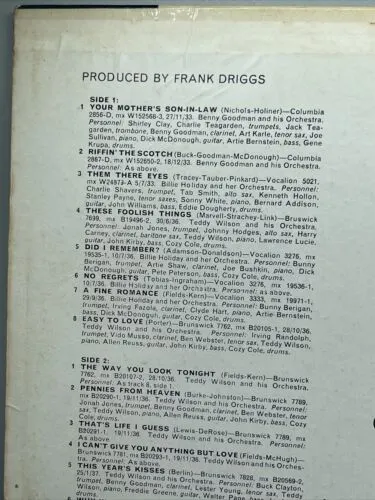 PRODUCED BY FRANK DRIGGS
SIDE 1:
1 YOUR MOTHER'S SON-IN-LAW (Nichols-Holiner)—Columbia
2856-D, mx W152568-3, 27/11/33. Benny Goodman and his Orchestra.
Personnel: Shirley Clay, Charlie Teagarden, trumpets, Jack Tea-
garden, trombone, Benny Goodman, clarinet, Art Karle, tenor sax, Joe
Sullivan, piano, Dick McDonough, guitar, Artie Bernstein, bass, Gene
Krupa, drums.
2 RIFFIN' THE SCOTCH (Buck-Goodman-McDonough)—Columbia
2867-D, mx W152650-2, 18/12/33. Benny Goodman and his Orchestra.
Personnel: As above.
3 THEM THERE EYES (Tracey-Tauber-Pinkard)—Vocalion 5021,
mx W24879-A 5/7/33. Billie Holiday and her Orchestra. Personnel:
Charlie Shavers, trumpet, Tab Smith, alto sax, Kenneth Hollon,
Stanley Payne, tenor saxes, Sonny White, piano, Bernard Addison,
guitar, John Williams, bass, Eddie Dougherty, drums.
4 THESE FOOLISH THINGS (Marvell-Strachey-Link)—Brunswick
7699, mx B19496-2, 30/6/36. Teddy Wilson and his Orchestra.
Personnel: Jonah Jones, trumpet, Johnny Hodges, alto sax, Harry
Carney, clarinet, baritone sax, Teddy Wilson, piano, Lawrence Lucie,
guitar, John Kirby, bass, Cozy Cole, drums.
5 DID I REMEMBER? (Adamson-Donaldson)—Vocalion 3276, mx
19535-1, 10/7/36. Billie Holiday and her Orchestra. Personnel: Bunny
Berigan, trumpet, Artie Shaw, clarinet, Joe Bushkin, piano, Dick
McDonough, guitar, Pete Peterson, bass, Cozy Cole, drums.
6 NO REGRETS (Tobias-Ingraham)—Vocalion 3276, mx 19536-1,
10/7/36. Billie Holiday and her Orchestra. Personnel: as above.
7 A FINE ROMANCE (Fields-Kern)—Vocalion 3333, mx 19971-1,
29/9/36. Billie Holiday and her Orchestra. Personnel: Bunny Berigan,
trumpet, Irving Fazola, clarinet, Clyde Hart, piano, Artie Bernstein,
bass, Dick McDonough, guitar, Cozy Cole, drums.
8 EASY TO LOVE (Porter)—Brunswick 7762, mx B20105-1, 28/10/36.
Teddy Wilson and his Orchestra. Personnel: Irving Randolph,
trumpet, Vido Musso, clarinet, Ben Webster, tenor sax, Teddy Wilson,
piano, Allen Reuss, guitar, John Kirby, bass, Cozy Cole, drums.
SIDE 2:
1 THE WAY YOU LOOK TONIGHT (Fields-Kern)—Brunswick
7762, mx B20107-2, 28/10/36. Teddy Wilson and his Orchestra.
Personnel: As track 8, side 1.
2 PENNIES FROM HEAVEN (Burke-Johnston)—Brunswick 7789,
mx B20290-1, 19/11/36. Teddy Wilson and his Orchestra. Personnel:
Jonah Jones, trumpet, Benny Goodman, clarinet, Ben Webster, tenor
sax, Teddy Wilson, piano, Allen Reuss, guitar, John Kirby, bass, Cozy
Cole, drums.
3 THAT'S LIFE I GUESS (Lewis-DeRose)—Brunswick 7789, mx
B20291-1, 19/11/36. Teddy Wilson and his Orchestra. Personnel:
As above.
4 I CAN'T GIVE YOU ANYTHING BUT LOVE (Fields-McHugh)—
Brunswick 7781, mx B20293-1, 19/11/36. Teddy Wilson and his Orches-
tra. Personnel: As above.
5 THIS YEAR'S KISSES (Berlin)—Brunswick 7828, mx B20569-2,
25/1/37. Teddy Wilson and his Orchestra. Personnel: Buck Clayton,
trumpet, Benny Goodman, clarinet, Lester Young, tenor sax, Teddy
Wilson, piano, Freddie Greene, guitar, Walter Page, bass,
drums.